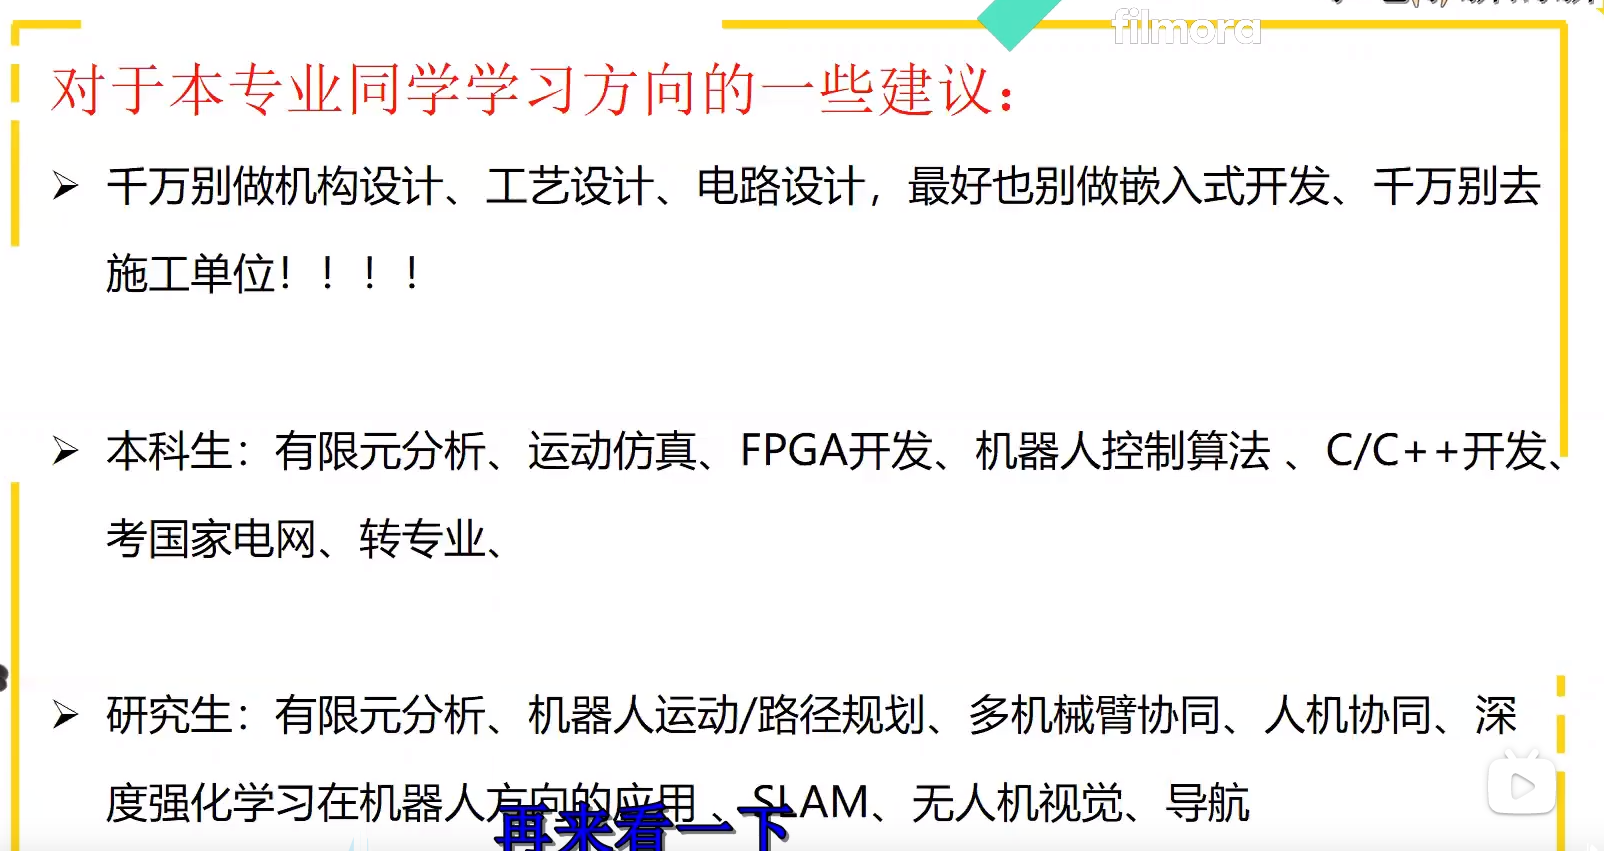 filmora
对于本专业同学学习方向的一些建议：
➢ 千万别做机构设计、工艺设计、电路设计，最好也别做嵌入式开发、千万别去
施工单位！！！！
➢ 本科生：有限元分析、运动仿真、FPGA开发、机器人控制算法 、C/C++开发、
考国家电网、转专业、
➢ 研究生：有限元分析、机器人运动/路径规划、多机械臂协同、人机协同、深
度强化学习在机器人方向的应用 、SLAM、无人机视觉、导航
再来看一下